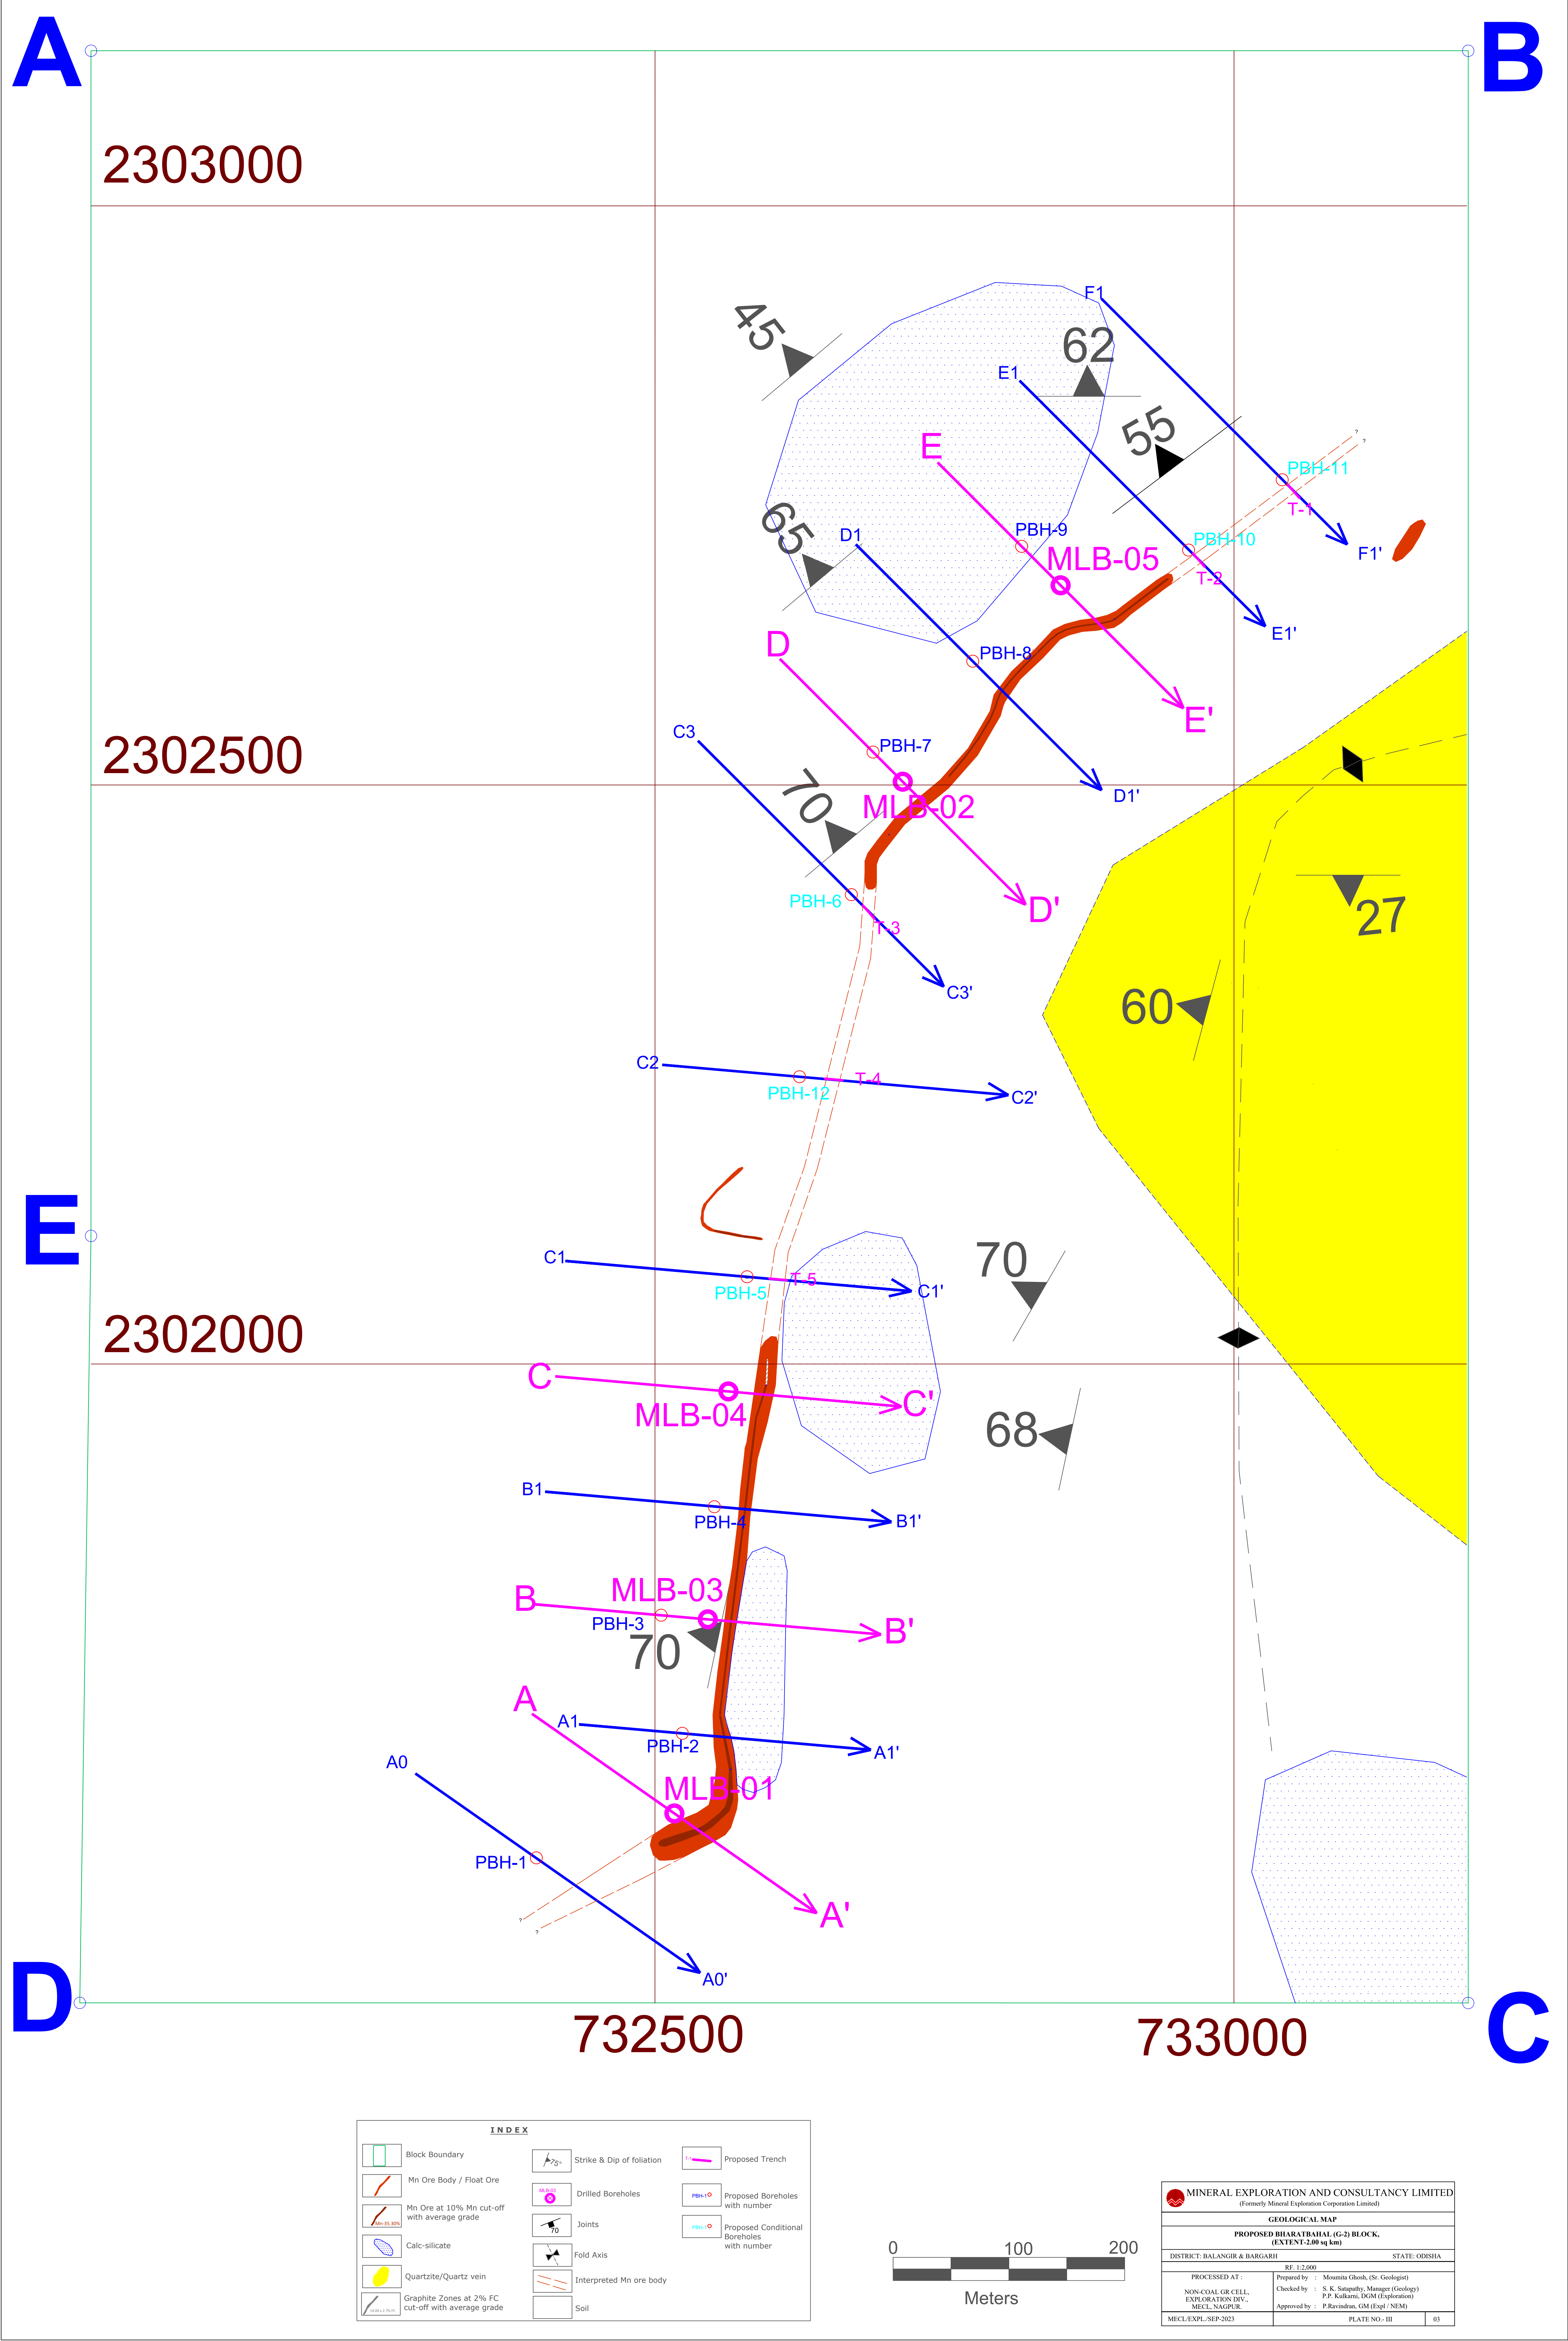 A
B
2303000
F1
45
62
E1
55
E
PBH-11
T-1
65
D1
PBH-9
PBH-10
F1'
MLB-05
T-2
E1'
D
PBH-8
E'
C3
PBH-7
2302500
70
MLB-02
D1'
PBH-6
D'
27
T-3
C3'
60
C2
T-4
PBH-12
C2'
E
C1
70
T-5
PBH-5
C1'
2302000
C
C'
MLB-04
68
B1
PBH-4
B1'
MLB-03
B
PBH-3
B'
70
A
A1
PBH-2
A1'
A0
MLB-01
PBH-1
?
?
?
?
A'
A0'
D
C
732500
733000
INDEX
Block Boundary
Mn Ore Body / Float Ore
Mn Ore at 10% Mn cut-off
with average grade
Calc-silicate
Quartzite/Quartz vein
Graphite Zones at 2% FC
cut-off with average grade
75°
Strike & Dip of foliation
Drilled Boreholes
70
Joints
Fold Axis
Interpreted Mn ore body
Soil
Proposed Trench
PBH-1
Proposed Boreholes
with number
Proposed Conditional
Boreholes
with number
0 100 200
Meters
MINERAL EXPLORATION AND CONSULTANCY LIMITED
(Formerly Mineral Exploration Corporation Limited)
GEOLOGICAL MAP
PROPOSED BHARATBAHAL (G-2) BLOCK,
(EXTENT-2.00 sq km)
DISTRICT: BALANGIR & BARGARH STATE: ODISHA
RF. 1:2,000
PROCESSED AT :
NON-COAL GR CELL,
EXPLORATION DIV.,
MECL, NAGPUR.
Prepared by : Moumita Ghosh, (Sr. Geologist)
Checked by : S. K. Satapathy, Manager (Geology)
P.P. Kulkarni, DGM (Exploration)
Approved by : P.Ravindran, GM (Expl / NEM)
MECL/EXPL./SEP-2023 PLATE NO.- III 03